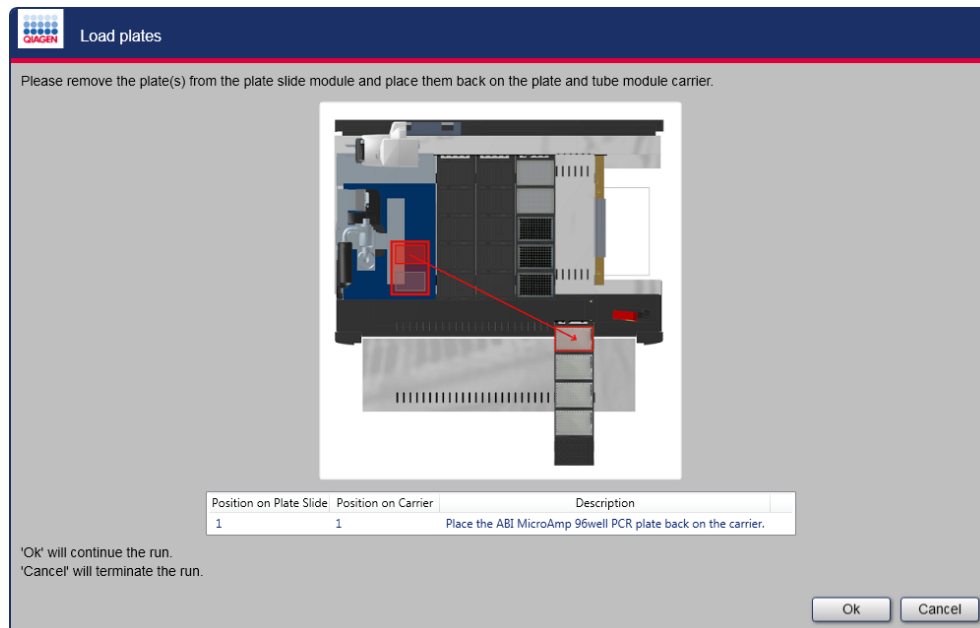 QIAGEN
Load plates
Please remove the plate(s) from the plate slide module and place them back on the plate and tube module carrier.
Position on Plate Slide Position on Carrier Description
1 1 Place the ABI MicroAmp 96well PCR plate back on the carrier.
'Ok' will continue the run.
'Cancel' will terminate the run.
Ok Cancel